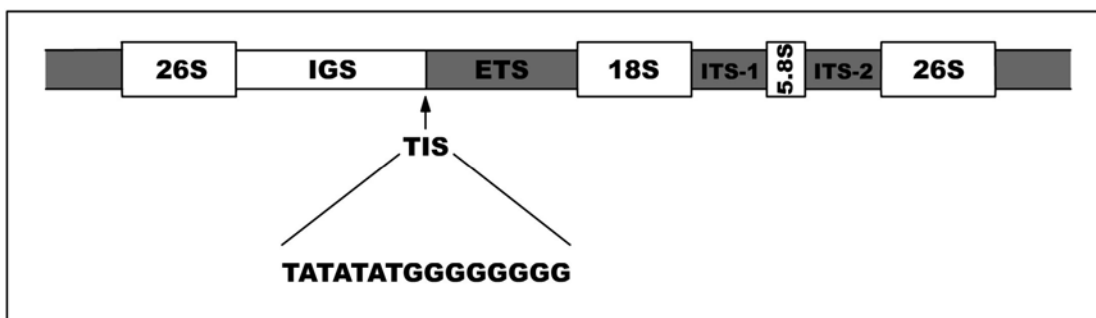 26S IGS ETS 18S ITS-1 5.8S ITS-2 26S
TIS
TATATATGGGGGGGG